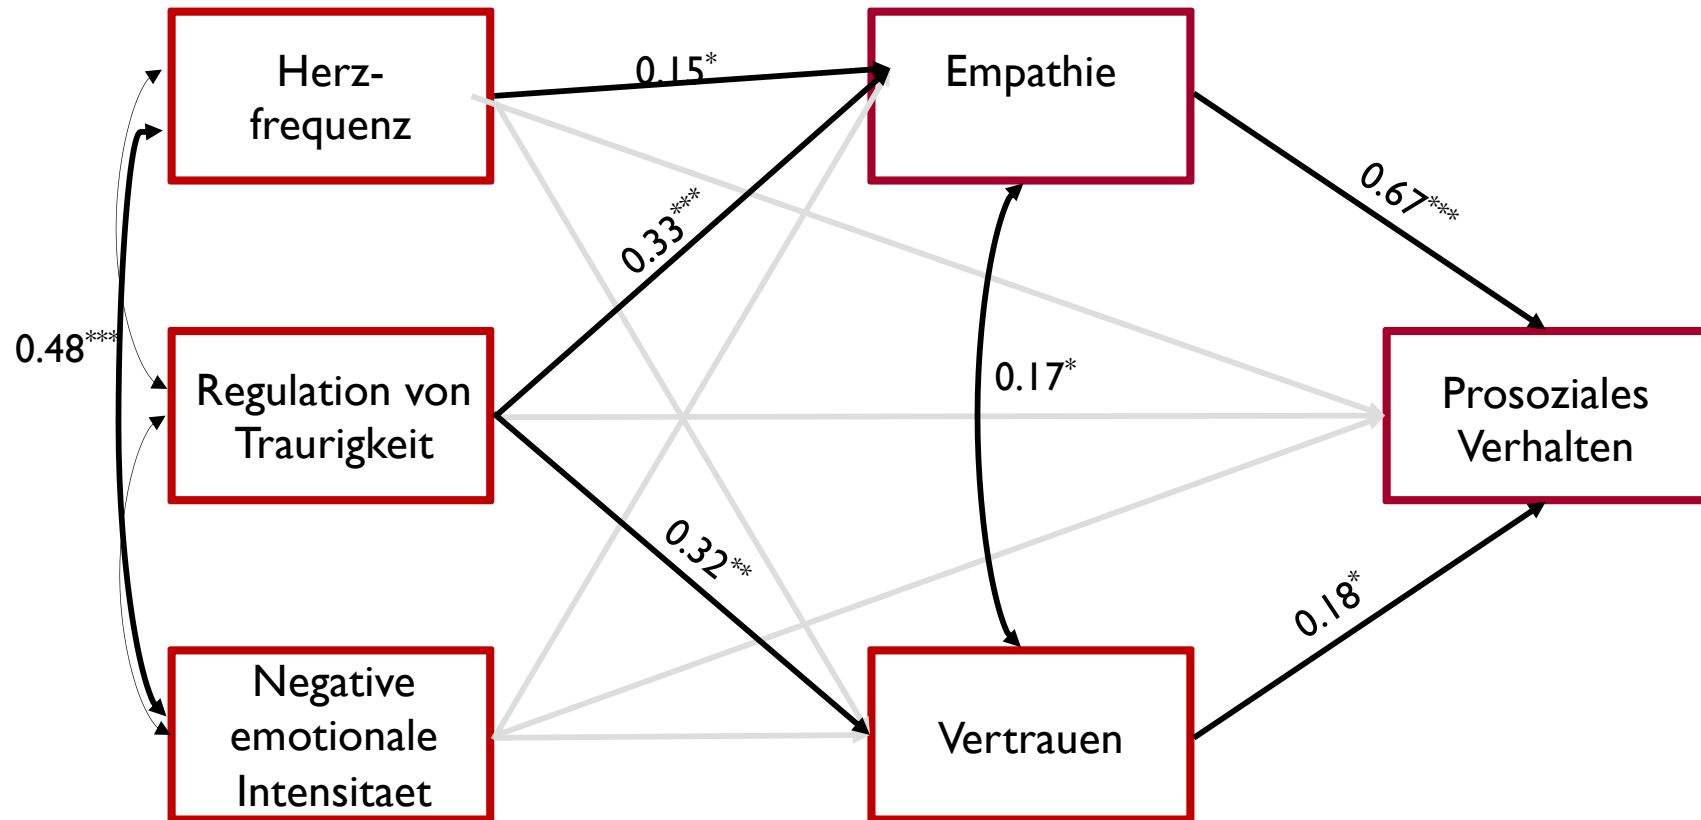 Herz-
frequenz
0.15*
Empathie
0.33***
0.67***
0.48***
Regulation von
Traurigkeit
0.17*
Prosoziales
Verhalten
0.32**
0.18*
Negative
emotionale
Intensitaet
Vertrauen